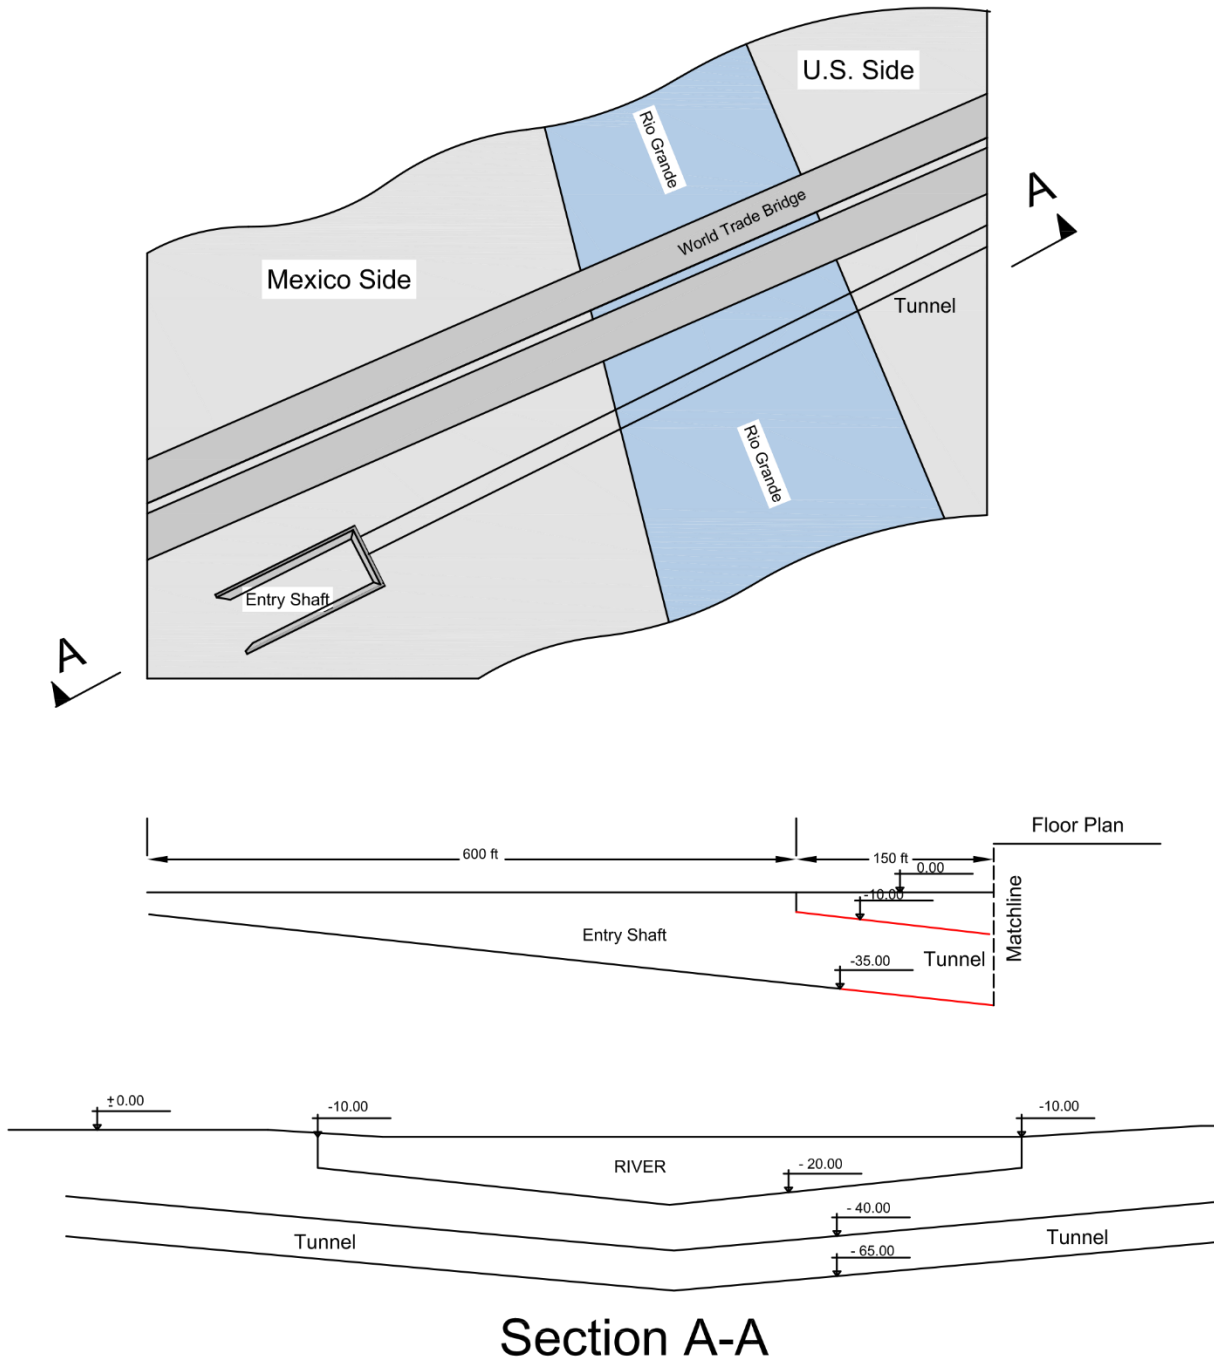 U.S. Side
Rio Grande
A
World Trade Bridge
Mexico Side
Tunnel
Rio Grande
Entry Shaft
A
Floor Plan
600 ft
150 ft
0.00
-10.00
Entry Shaft
Tunnel
Matchline
-35.00
±0.00
-10.00
-10.00
RIVER
- 20.00
- 40.00
Tunnel
Tunnel
- 65.00
Section A-A